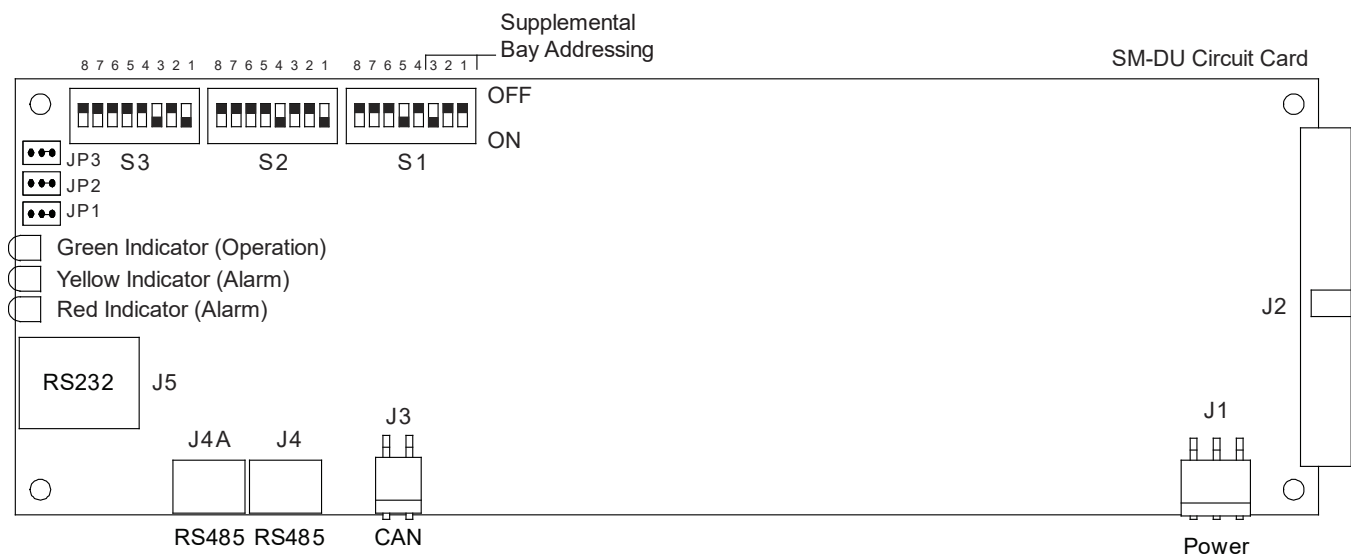 Supplemental
Bay Addressing
SM-DU Circuit Card
8 7 6 5 4 3 2 1
8 7 6 5 4 3 2 1
8 7 6 5 4 3 2 1
OFF
ON
S3
S2
S1
JP3
JP2
JP1
Green Indicator (Operation)
Yellow Indicator (Alarm)
Red Indicator (Alarm)
J2
RS232
J5
J3
J1
J4A
J4
RS485
RS485
CAN
Power